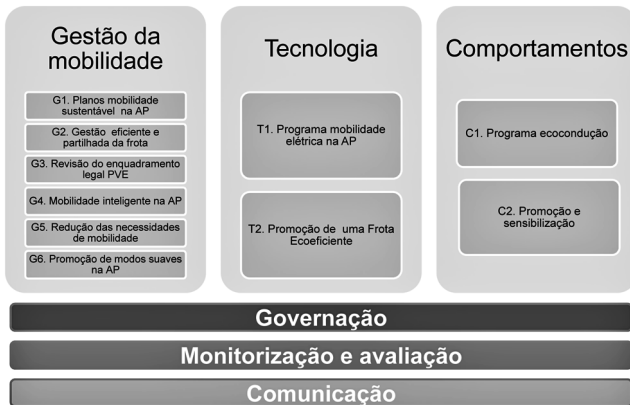 Gestão da
mobilidade
G1. Planos mobilidade
sustentável na AP
G2. Gestão eficiente e
partilhada da frota
G3. Revisão do enquadramento
legal PVE
G4. Mobilidade inteligente na AP
G5. Redução das necessidades
de mobilidade
G6. Promoção de modos suaves
na AP
Tecnologia
T1. Programa mobilidade
elétrica na AP
T2. Promoção de uma Frota
Ecoeficiente
Comportamentos
C1. Programa ecocondução
C2. Promoção e
sensibilização
Governação
Monitorização e avaliação
Comunicação